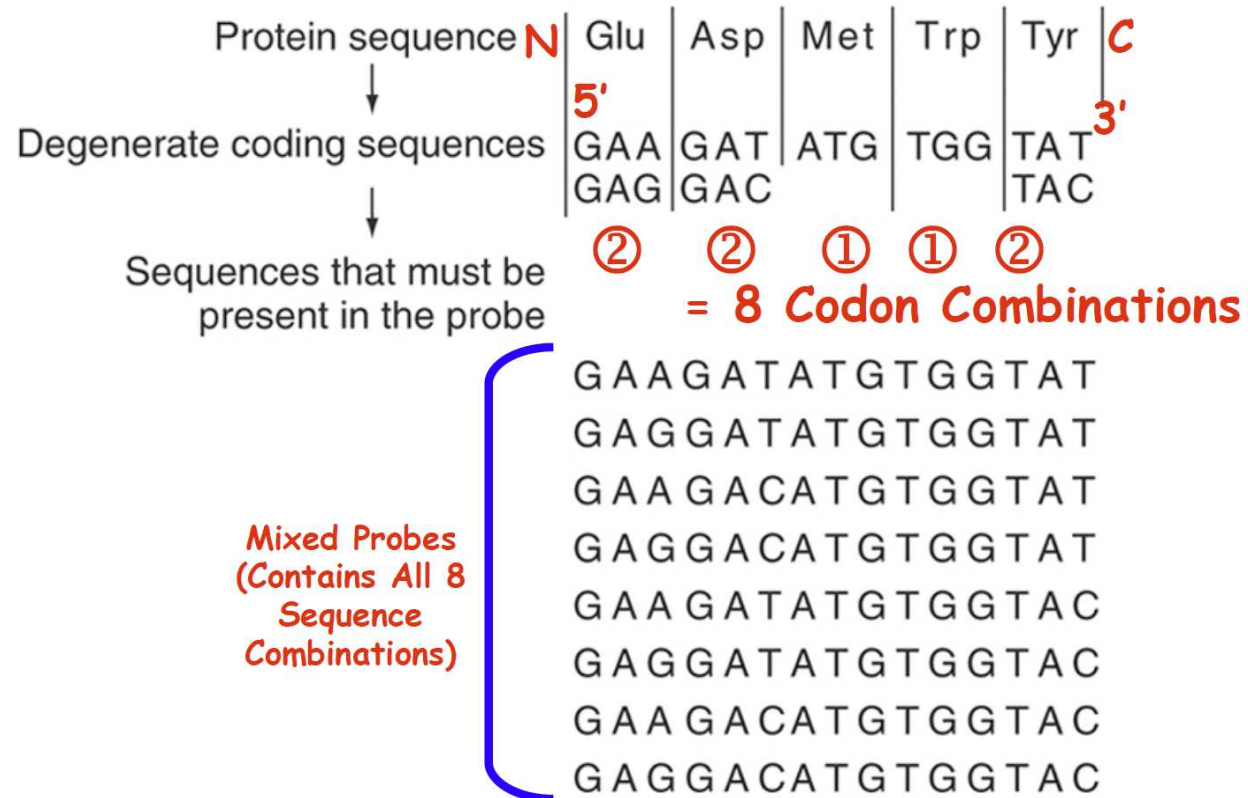 Protein sequence N Glu Asp Met Trp Tyr C
5' 3'
Degenerate coding sequences GAA GAT ATG TGG TAT
GAG GAC TAC
② ② ① ① ②
Sequences that must be
present in the probe
= 8 Codon Combinations
GAAGATATGTGGTAT
GAGGATATGTGGTAT
GAAGACATGTGGTAT
GAGGACATGTGGTAT
GAAGATATGTGGTAC
GAGGATATGTGGTAC
GAAGACATGTGGTAC
GAGGACATGTGGTAC
Mixed Probes
(Contains All 8
Sequence
Combinations)